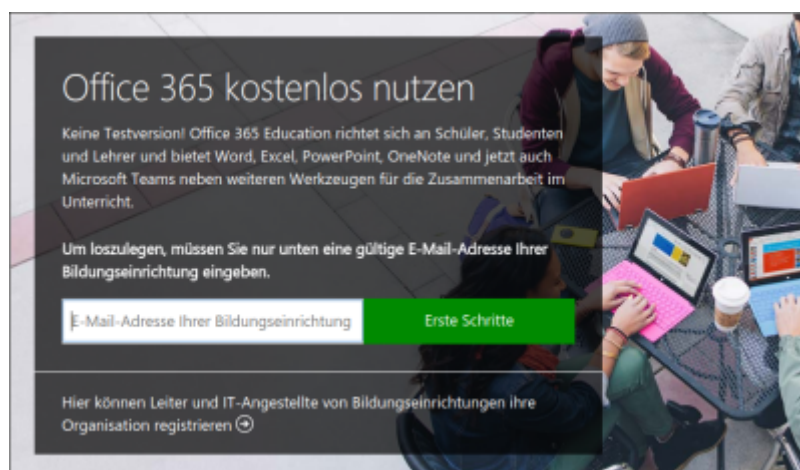 Office 365 kostenlos nutzen
Keine Testversion! Office 365 Education richtet sich an Schüler, Studenten
und Lehrer und bietet Word, Excel, PowerPoint, OneNote und jetzt auch
Microsoft Teams neben weiteren Werkzeugen für die Zusammenarbeit im
Unterricht.
Um loszulegen, müssen Sie nur unten eine gültige E-Mail-Adresse Ihrer
Bildungseinrichtung eingeben.
E-Mail-Adresse Ihrer Bildungseinrichtung
Erste Schritte
Hier können Leiter und IT-Angestellte von Bildungseinrichtungen ihre
Organisation registrieren